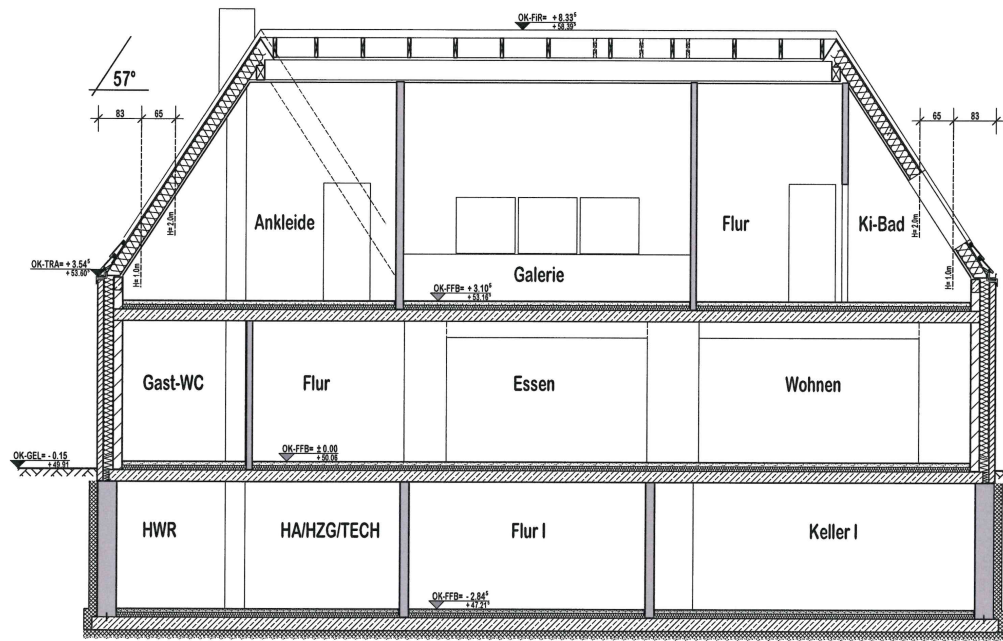 OK-FiR= + 8.33⁵
+ 58.39⁵
57°
83
65
65
83
H= 2.0m
H= 1.0m
H= 2.0m
H= 1.0m
Ankleide
Flur
Ki-Bad
Galerie
OK-TRA= + 3.54⁵
+ 53.60⁵
OK-FFB= + 3.10⁵
+ 53.16⁵
Gast-WC
Flur
Essen
Wohnen
OK-GEL= - 0.15
+ 49.91
OK-FFB= ± 0.00
+ 50.06
HWR
HA/HZG/TECH
Flur I
Keller I
OK-FFB= - 2.84⁵
+ 47.21⁵